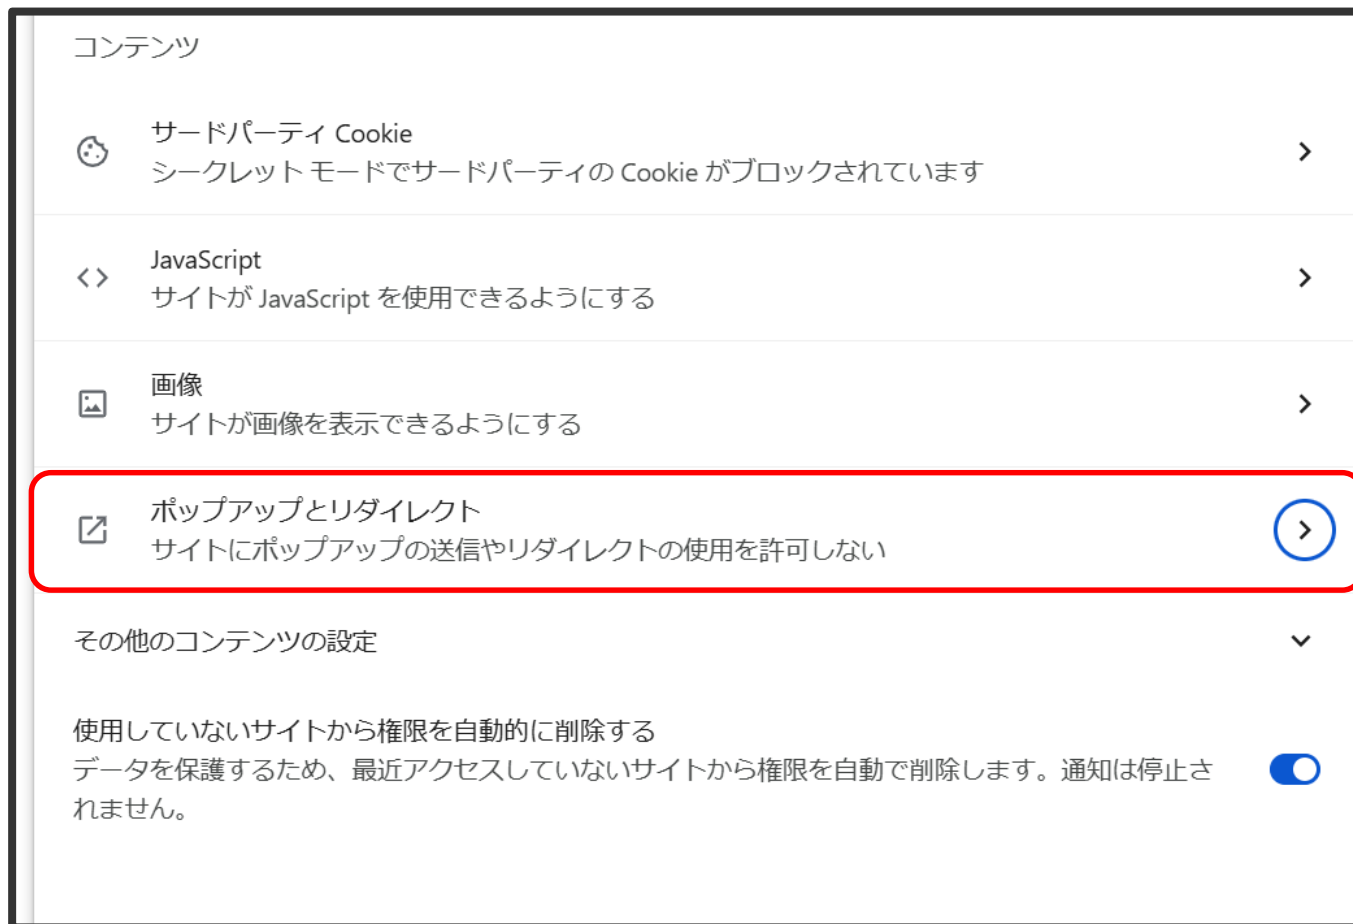 コンテンツ
サードパーティ Cookie
シークレット モードでサードパーティの Cookie がブロックされています
JavaScript
サイトが JavaScript を使用できるようにする
画像
サイトが画像を表示できるようにする
ポップアップとリダイレクト
サイトにポップアップの送信やリダイレクトの使用を許可しない
その他のコンテンツの設定
使用していないサイトから権限を自動的に削除する
データを保護するため、最近アクセスしていないサイトから権限を自動で削除します。通知は停止さ
れません。